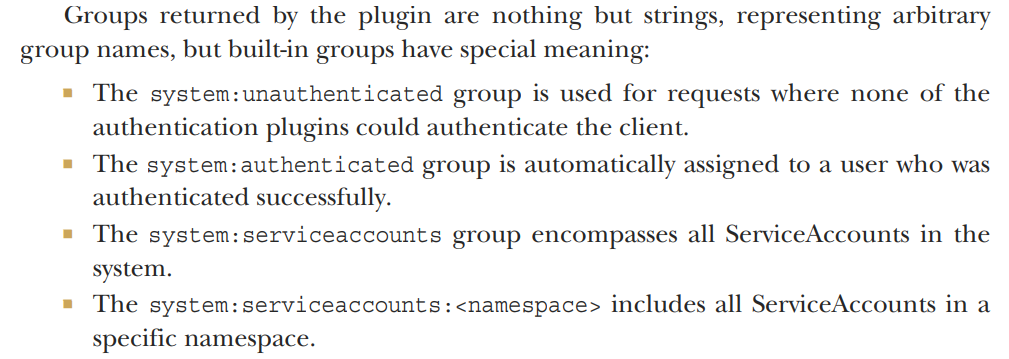 Groups returned by the plugin are nothing but strings, representing arbitrary
group names, but built-in groups have special meaning:
■ The system:unauthenticated group is used for requests where none of the
authentication plugins could authenticate the client.
■ The system:authenticated group is automatically assigned to a user who was
authenticated successfully.
■ The system:serviceaccounts group encompasses all ServiceAccounts in the
system.
■ The system:serviceaccounts:<namespace> includes all ServiceAccounts in a
specific namespace.